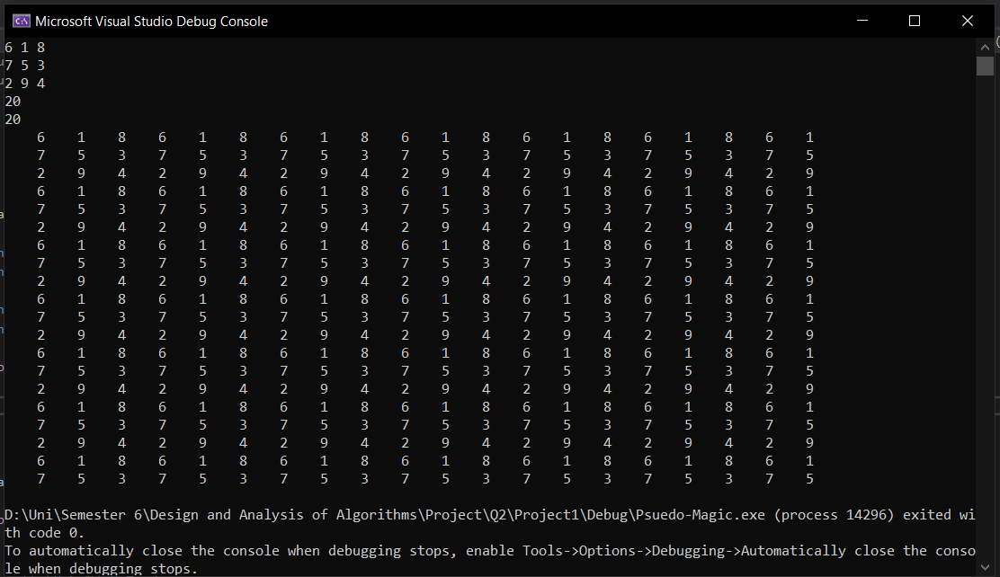 Microsoft Visual Studio Debug Console
6 1 8
7 5 3
2 9 4
20
20
6 1 8 6 1 8 6 1 8 6 1 8 6 1 8 6 1 8 6 1
7 5 3 7 5 3 7 5 3 7 5 3 7 5 3 7 5 3 7 5
2 9 4 2 9 4 2 9 4 2 9 4 2 9 4 2 9 4 2 9
6 1 8 6 1 8 6 1 8 6 1 8 6 1 8 6 1 8 6 1
7 5 3 7 5 3 7 5 3 7 5 3 7 5 3 7 5 3 7 5
2 9 4 2 9 4 2 9 4 2 9 4 2 9 4 2 9 4 2 9
6 1 8 6 1 8 6 1 8 6 1 8 6 1 8 6 1 8 6 1
7 5 3 7 5 3 7 5 3 7 5 3 7 5 3 7 5 3 7 5
2 9 4 2 9 4 2 9 4 2 9 4 2 9 4 2 9 4 2 9
6 1 8 6 1 8 6 1 8 6 1 8 6 1 8 6 1 8 6 1
7 5 3 7 5 3 7 5 3 7 5 3 7 5 3 7 5 3 7 5
2 9 4 2 9 4 2 9 4 2 9 4 2 9 4 2 9 4 2 9
6 1 8 6 1 8 6 1 8 6 1 8 6 1 8 6 1 8 6 1
7 5 3 7 5 3 7 5 3 7 5 3 7 5 3 7 5 3 7 5
2 9 4 2 9 4 2 9 4 2 9 4 2 9 4 2 9 4 2 9
6 1 8 6 1 8 6 1 8 6 1 8 6 1 8 6 1 8 6 1
7 5 3 7 5 3 7 5 3 7 5 3 7 5 3 7 5 3 7 5
2 9 4 2 9 4 2 9 4 2 9 4 2 9 4 2 9 4 2 9
6 1 8 6 1 8 6 1 8 6 1 8 6 1 8 6 1 8 6 1
7 5 3 7 5 3 7 5 3 7 5 3 7 5 3 7 5 3 7 5
D:\Uni\Semester 6\Design and Analysis of Algorithms\Project\Q2\Project1\Debug\Psuedo-Magic.exe (process 14296) exited wi
th code 0.
To automatically close the console when debugging stops, enable Tools->Options->Debugging->Automatically close the conso
le when debugging stops.